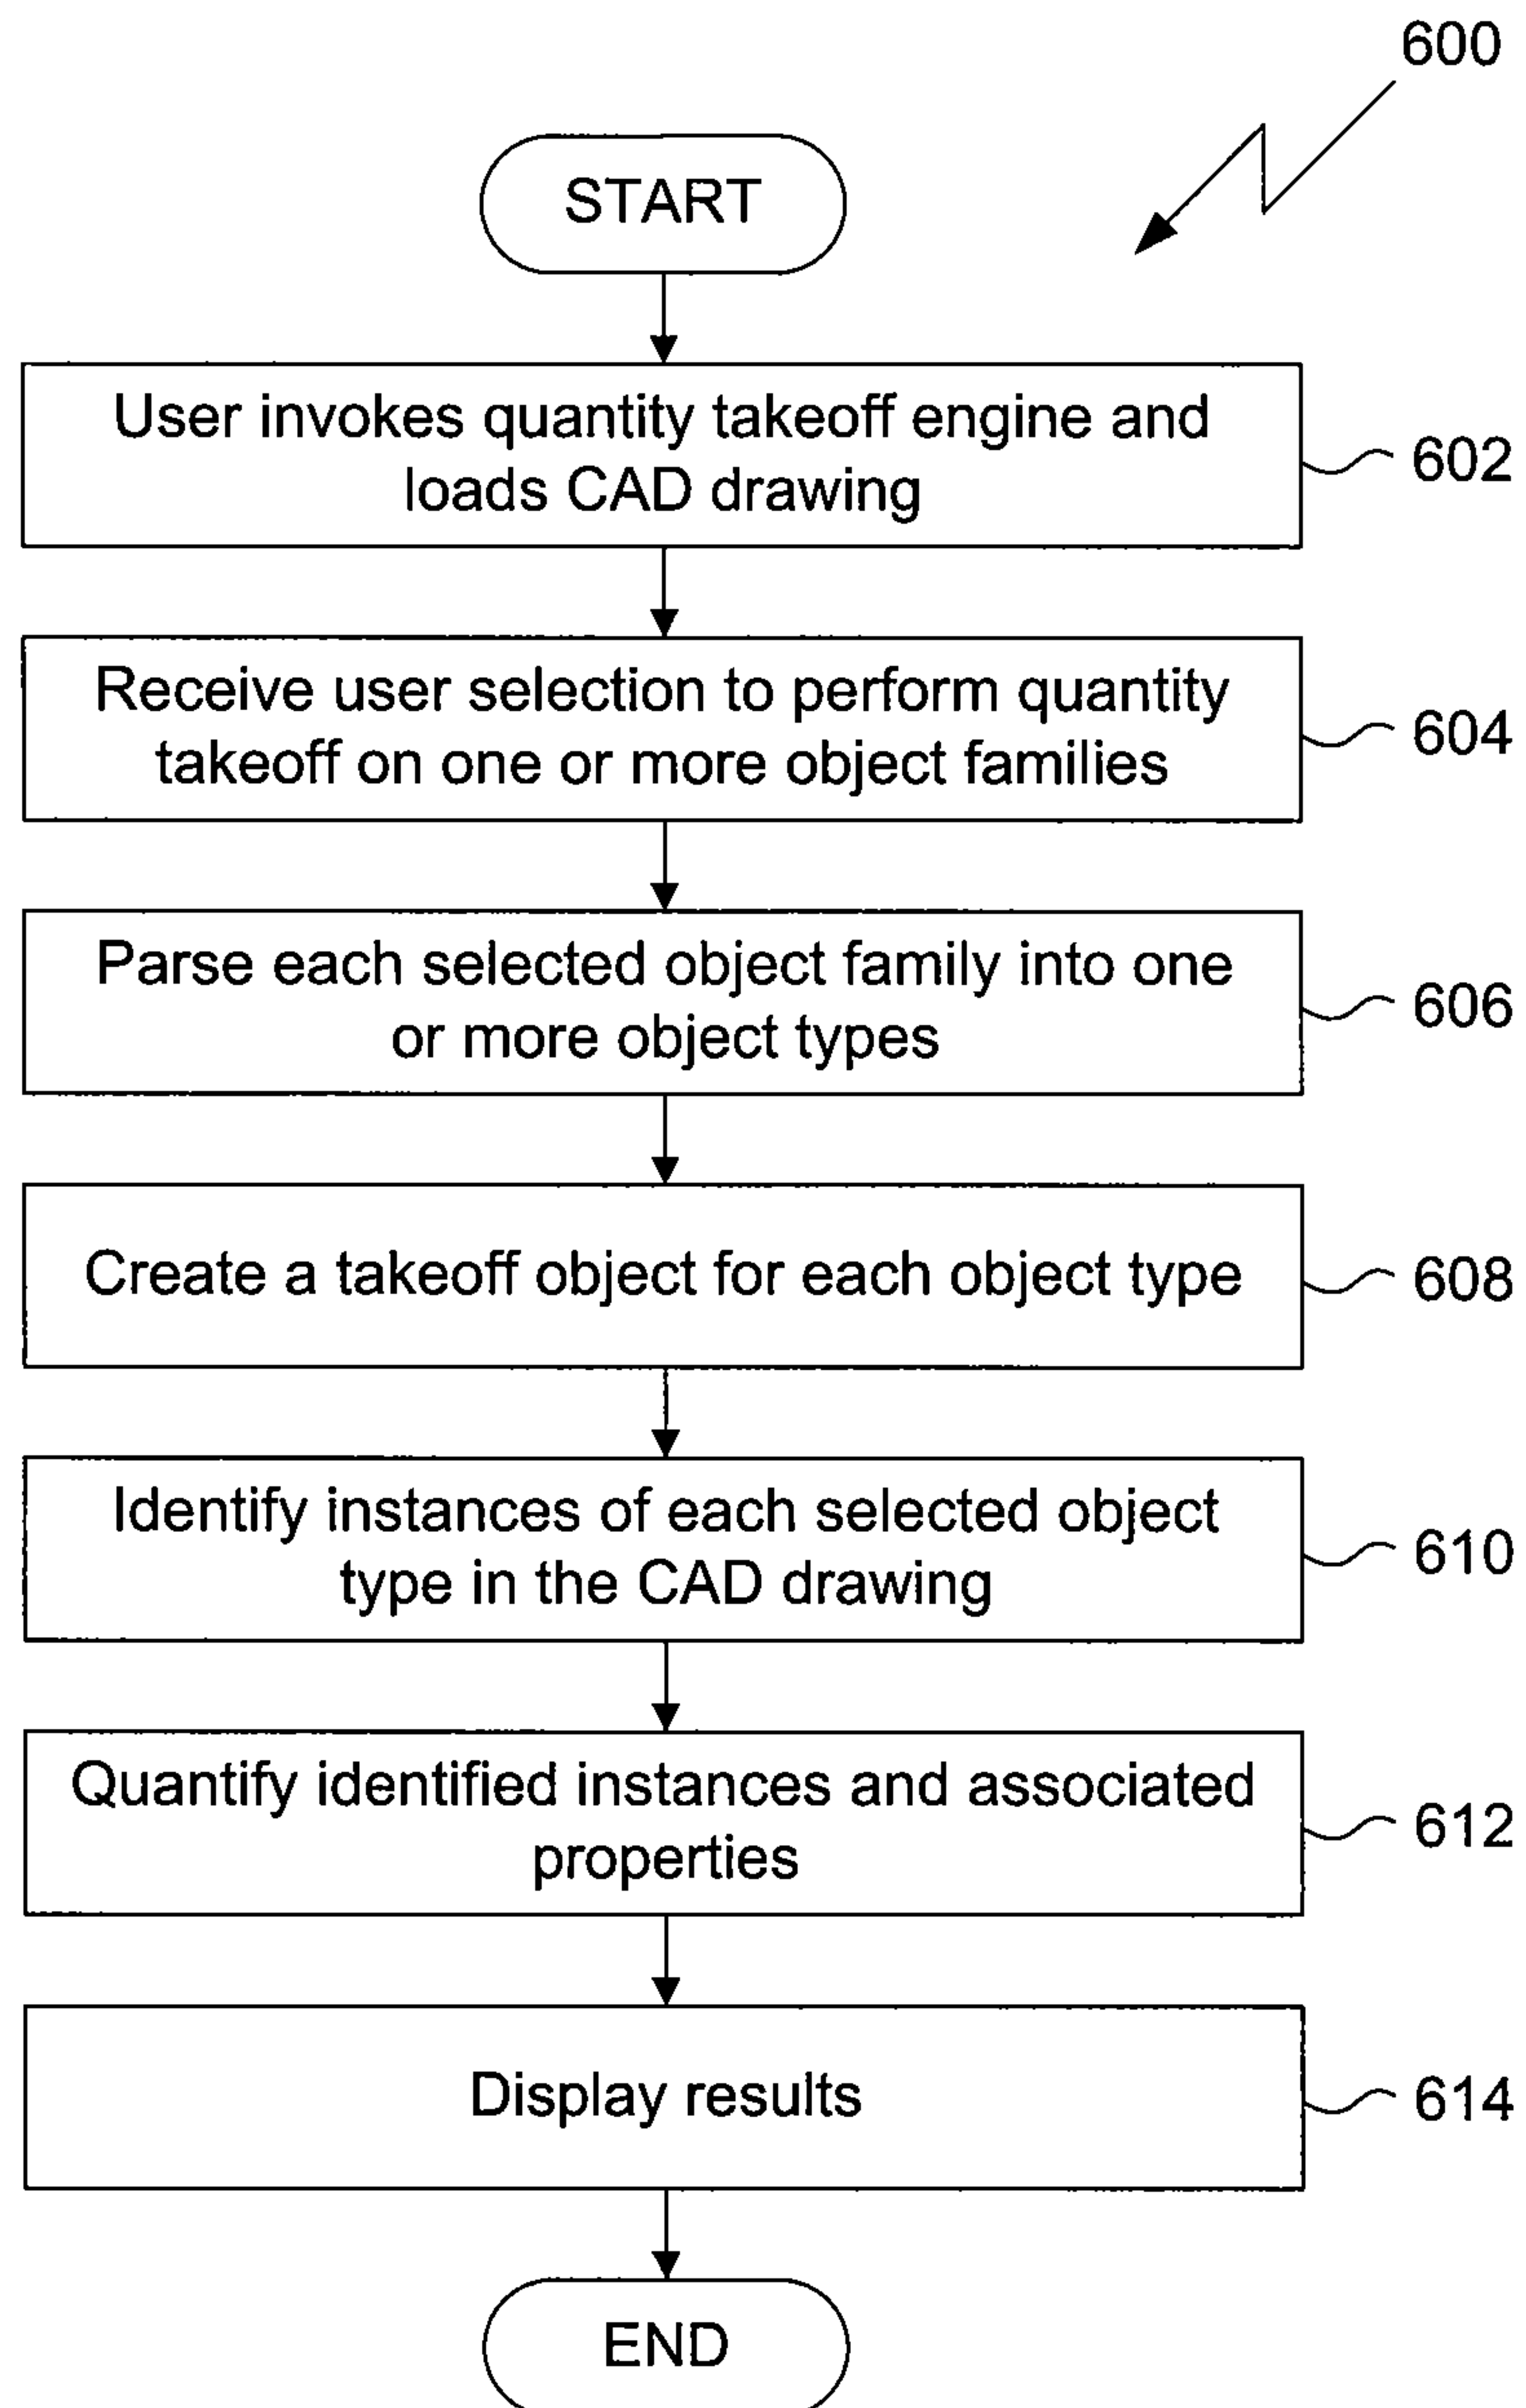 600
START
User invokes quantity takeoff engine and
loads CAD drawing
602
Receive user selection to perform quantity
takeoff on one or more object families
604
Parse each selected object family into one
or more object types
606
Create a takeoff object for each object type
608
Identify instances of each selected object
type in the CAD drawing
610
Quantify identified instances and associated
properties
612
Display results
614
END